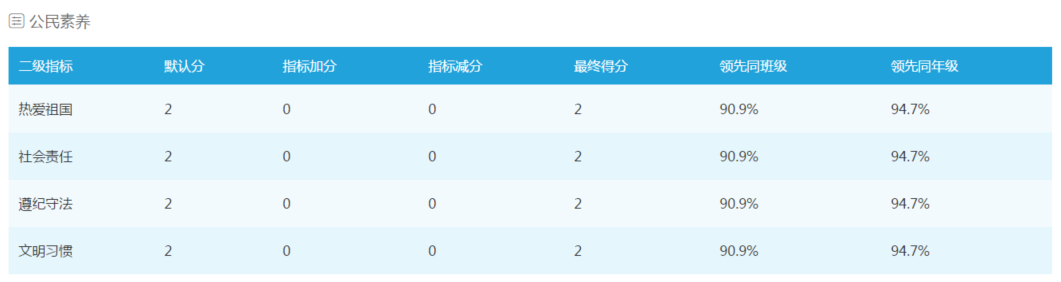 公民素养
二级指标 默认分 指标加分 指标减分 最终得分 领先同班级 领先同年级
热爱祖国 2 0 0 2 90.9% 94.7%
社会责任 2 0 0 2 90.9% 94.7%
遵纪守法 2 0 0 2 90.9% 94.7%
文明习惯 2 0 0 2 90.9% 94.7%